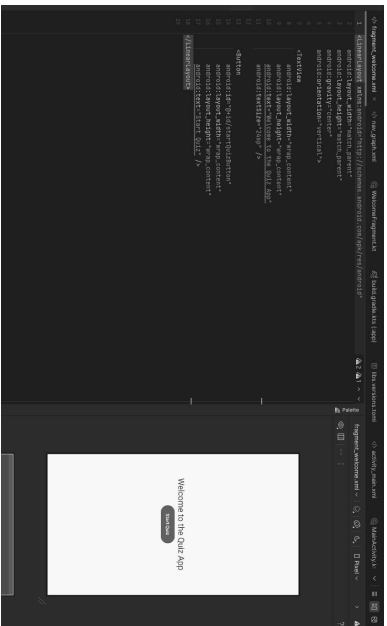 fragment_welcome.xml
nav_graph.xml
WelcomeFragment.kt
build.gradle.kts (:app)
libs.versions.toml
activity_main.xml
MainActivity.kt
<LinearLayout xmlns:android="http://schemas.android.com/apk/res/android"
android:layout_width="match_parent"
android:layout_height="match_parent"
android:gravity="center"
android:orientation="vertical">
<TextView
android:layout_width="wrap_content"
android:layout_height="wrap_content"
android:text="Welcome to the Quiz App"
android:textSize="24sp" />
<Button
android:id="@+id/startQuizButton"
android:layout_width="wrap_content"
android:layout_height="wrap_content"
android:text="Start Quiz" />
</LinearLayout>
Palette
fragment_welcome.xml
Pixel
Welcome to the Quiz App
Start Quiz